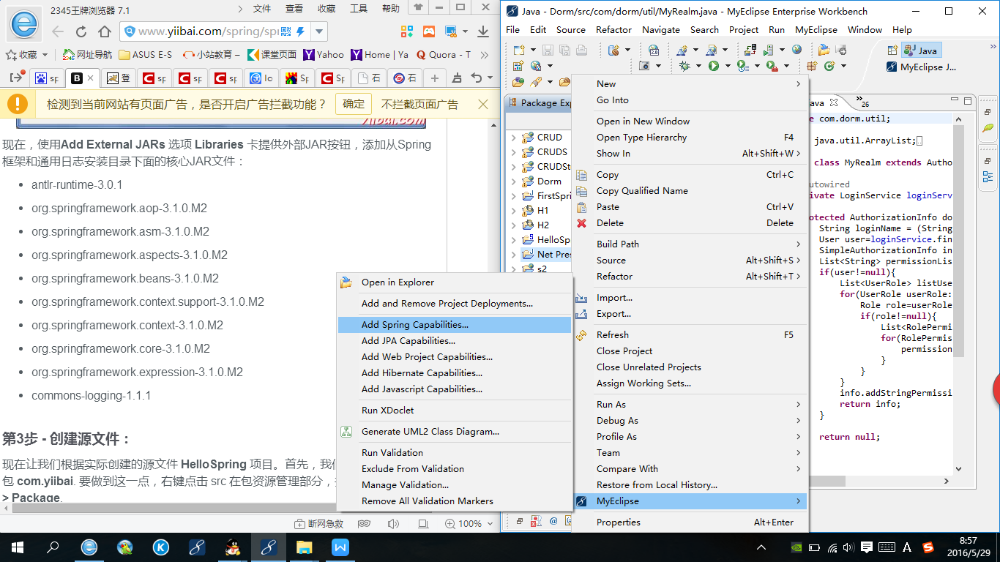 2345王牌浏览器 7.1
文件 查看 收藏 工具 帮助
www.yiibai.com/spring/spr
收藏 网址导航 ASUS E-S 小站教育 – 课堂页面 Yahoo Home | Ya Quora - T
sp B 登 sp sp sp Ic Sp Sp 石 石
检测到当前网站有页面广告，是否开启广告拦截功能？ 确定 不拦截页面广告
Yiibai.com
现在，使用Add External JARs 选项 Libraries 卡提供外部JAR按钮，添加从Spring
框架和通用日志安装目录下面的核心JAR文件：
antlr-runtime-3.0.1
org.springframework.aop-3.1.0.M2
org.springframework.asm-3.1.0.M2
org.springframework.aspects-3.1.0.M2
org.springframework.beans-3.1.0.M2
org.springframework.context.support-3.1.0.M2
org.springframework.context-3.1.0.M2
org.springframework.core-3.1.0.M2
org.springframework.expression-3.1.0.M2
commons-logging-1.1.1
第3步 - 创建源文件：
现在让我们根据实际创建的源文件 HelloSpring 项目。首先，我们
包 com.yiibai. 要做到这一点，右键点击 src 在包资源管理部分，
> Package.
断网急救 100%
Java - Dorm/src/com/dorm/util/MyRealm.java - MyEclipse Enterprise Workbench
File Edit Source Refactor Navigate Search Project Run MyEclipse Window Help
Java
MyEclipse J...
Package Exp
CRUD
CRUDS
CRUDSt
Dorm
FirstSpri
H1
H2
HelloSp
Net Pres
s2
New
Go Into
Open in New Window
Open Type Hierarchy F4
Show In Alt+Shift+W
Copy Ctrl+C
Copy Qualified Name
Paste Ctrl+V
Delete Delete
Build Path
Source Alt+Shift+S
Refactor Alt+Shift+T
Import...
Export...
Refresh F5
Close Project
Close Unrelated Projects
Assign Working Sets...
Run As
Debug As
Profile As
Team
Compare With
Restore from Local History...
MyEclipse
Properties Alt+Enter
Open in Explorer
Add and Remove Project Deployments...
Add Spring Capabilities...
Add JPA Capabilities...
Add Web Project Capabilities...
Add Hibernate Capabilities...
Add Javascript Capabilities...
Run XDoclet
Generate UML2 Class Diagram...
Run Validation
Exclude From Validation
Manage Validation...
Remove All Validation Markers
ava 26
e com.dorm.util;
java.util.ArrayList;
class MyRealm extends Autho
utowired
ivate LoginService loginServ
otected AuthorizationInfo do
String loginName = (String
User user=loginService.fin
SimpleAuthorizationInfo in
List<String> permissionLis
if(user!=null){
List<UserRole> listUse
for(UserRole userRole:
Role role=userRole
if(role!=null){
List<RolePermi
for(RolePermis
permission
}
}
}
info.addStringPermissi
return info;
}
return null;
8:57
2016/5/29